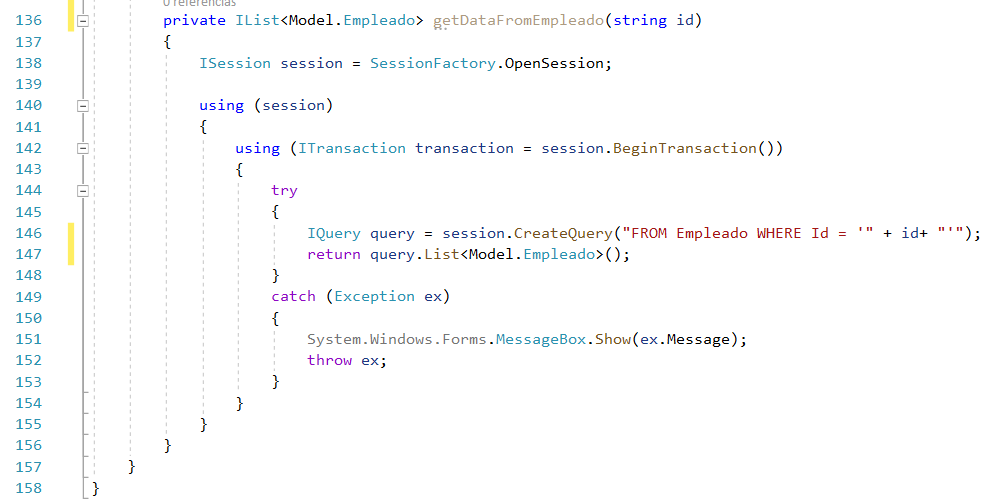 0 referencias
136 private IList<Model.Empleado> getDataFromEmpleado(string id)
137 {
138 ISession session = SessionFactory.OpenSession;
139
140 using (session)
141 {
142 using (ITransaction transaction = session.BeginTransaction())
143 {
144 try
145 {
146 IQuery query = session.CreateQuery("FROM Empleado WHERE Id = '" + id+ "'");
147 return query.List<Model.Empleado>();
148 }
149 catch (Exception ex)
150 {
151 System.Windows.Forms.MessageBox.Show(ex.Message);
152 throw ex;
153 }
154 }
155 }
156 }
157 }
158 }